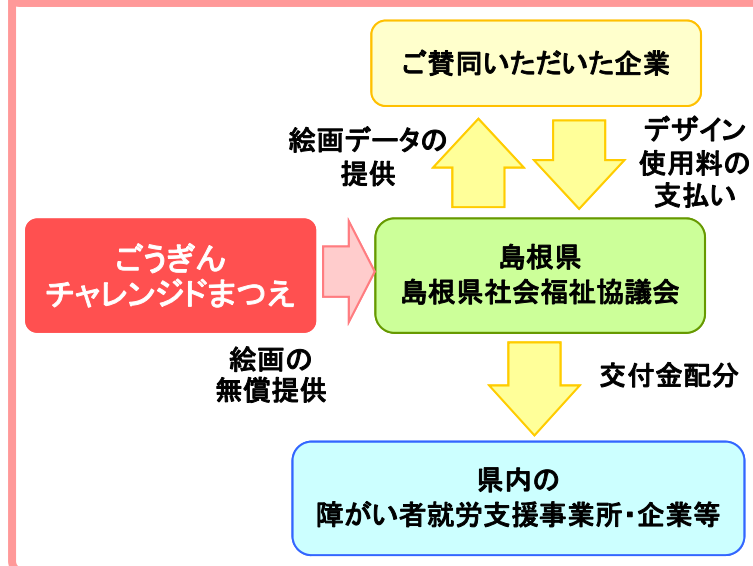 ご賛同いただいた企業
絵画データの
提供
デザイン
使用料の
支払い
ごうぎん
チャレンジドまつえ
島根県
島根県社会福祉協議会
絵画の
無償提供
交付金配分
県内の
障がい者就労支援事業所・企業等